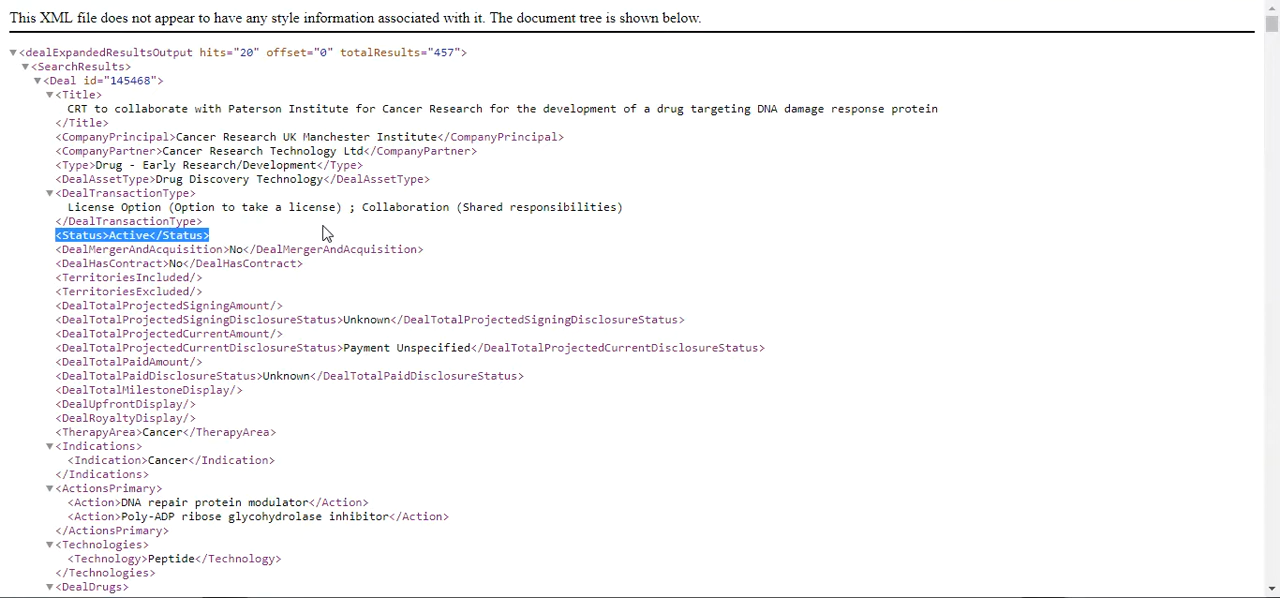 This XML file does not appear to have any style information associated with it. The document tree is shown below.
▼<dealExpandedResultsOutput hits="20" offset="0" totalResults="457">
▼<SearchResults>
▼<Deal id="145468">
▼<Title>
CRT to collaborate with Paterson Institute for Cancer Research for the development of a drug targeting DNA damage response protein
</Title>
<CompanyPrincipal>Cancer Research UK Manchester Institute</CompanyPrincipal>
<CompanyPartner>Cancer Research Technology Ltd</CompanyPartner>
<Type>Drug - Early Research/Development</Type>
<DealAssetType>Drug Discovery Technology</DealAssetType>
▼<DealTransactionType>
License Option (Option to take a license) ; Collaboration (Shared responsibilities)
</DealTransactionType>
<Status>Active</Status>
<DealMergerAndAcquisition>No</DealMergerAndAcquisition>
<DealHasContract>No</DealHasContract>
<TerritoriesIncluded/>
<TerritoriesExcluded/>
<DealTotalProjectedSigningAmount/>
<DealTotalProjectedSigningDisclosureStatus>Unknown</DealTotalProjectedSigningDisclosureStatus>
<DealTotalProjectedCurrentAmount/>
<DealTotalProjectedCurrentDisclosureStatus>Payment Unspecified</DealTotalProjectedCurrentDisclosureStatus>
<DealTotalPaidAmount/>
<DealTotalPaidDisclosureStatus>Unknown</DealTotalPaidDisclosureStatus>
<DealTotalMilestoneDisplay/>
<DealUpfrontDisplay/>
<DealRoyaltyDisplay/>
<TherapyArea>Cancer</TherapyArea>
▼<Indications>
<Indication>Cancer</Indication>
</Indications>
▼<ActionsPrimary>
<Action>DNA repair protein modulator</Action>
<Action>Poly-ADP ribose glycohydrolase inhibitor</Action>
</ActionsPrimary>
▼<Technologies>
<Technology>Peptide</Technology>
</Technologies>
▼<DealDrugs>